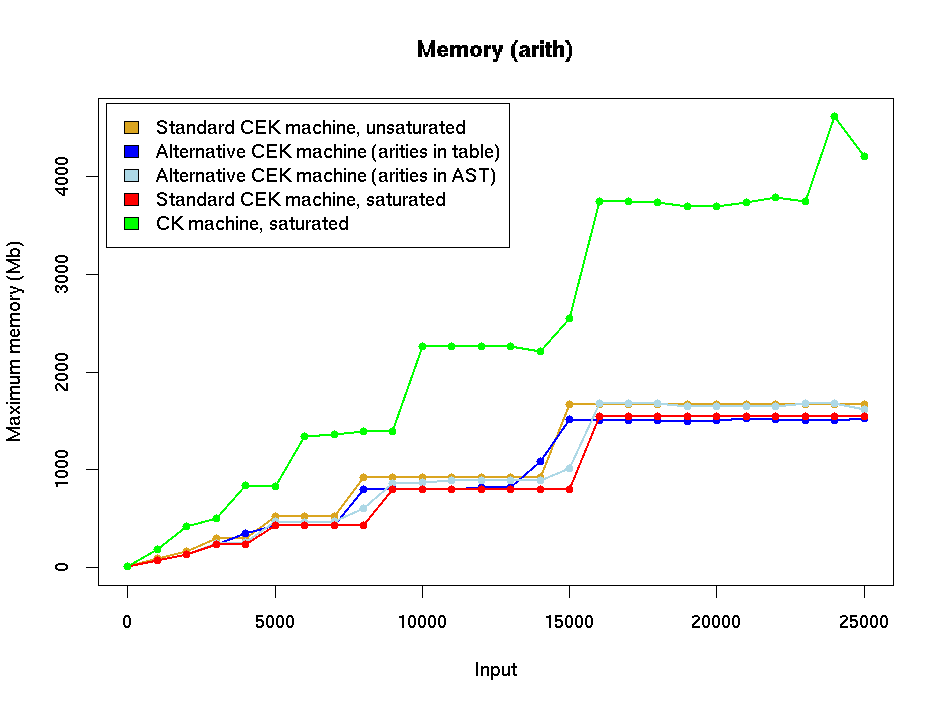 Memory (arith)
Standard CEK machine, unsaturated
Alternative CEK machine (arities in table)
Alternative CEK machine (arities in AST)
Standard CEK machine, saturated
CK machine, saturated
Maximum memory (Mb)
4000
3000
2000
1000
0
0 5000 10000 15000 20000 25000
Input